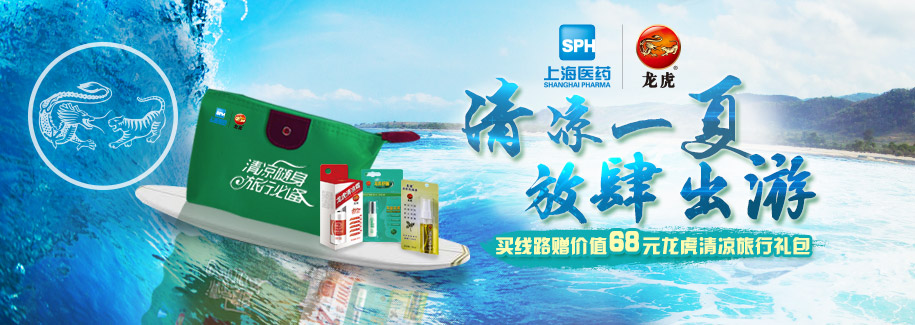 SPH
上海医药
SHANGHAI PHARMA
龙虎
清凉一夏
放肆出游
买线路赠价值68元龙虎清凉旅行礼包
SPH
清凉随身
旅行必备